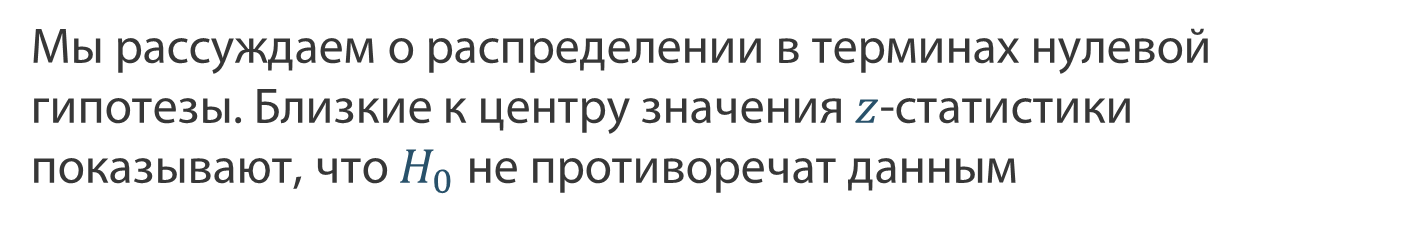 Мы рассуждаем о распределении в терминах нулевой
гипотезы. Близкие к центру значения z-статистики
показывают, что H₀ не противоречат данным